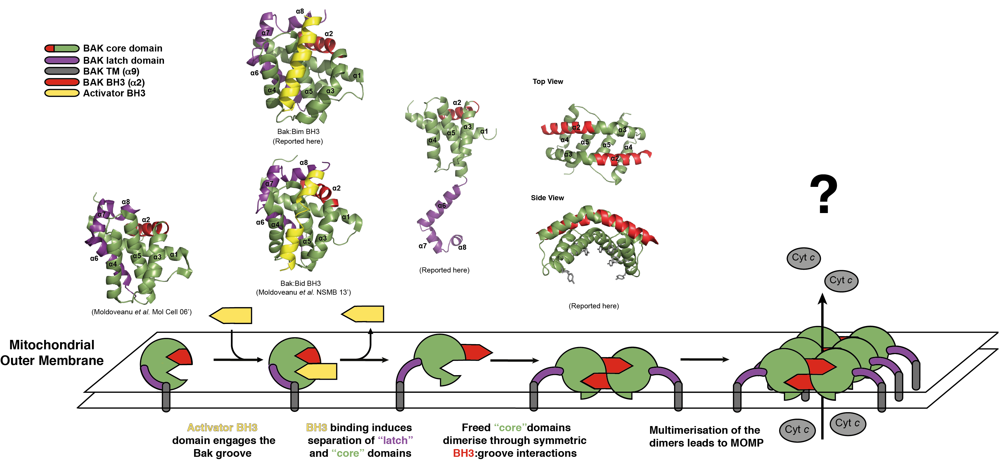 BAK core domain
BAK latch domain
BAK TM (α9)
BAK BH3 (α2)
Activator BH3
α8
α7
α2
α6
α1
α4
α5
α3
Bak:Bim BH3
(Reported here)
α8
α7
α2
α6
α4
α1
α5
α3
Bak:Bid BH3
(Moldoveanu et al. NSMB 13’)
α8
α7
α2
α6
α5
α3
α1
α4
(Moldoveanu et al. Mol Cell 06’)
α2
α3
α5
α1
α4
α6
α7
α8
(Reported here)
Top View
α2
α3
α4
α5
α5
α4
α3
α2
Side View
(Reported here)
?
Cyt c
Cyt c
Mitochondrial
Outer Membrane
Activator BH3
domain engages the
Bak groove
BH3 binding induces
separation of “latch”
and “core” domains
Freed “core”domains
dimerise through symmetric
BH3:groove interactions
Multimerisation of the
dimers leads to MOMP
Cyt c
Cyt c